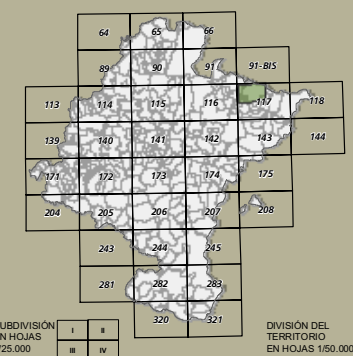 64 65 66
89 90 91 91-BIS
113 114 115 116 117 118
139 140 141 142 143 144
171 172 173 174 175
204 205 206 207 208
243 244 245
281 282 283
320 321
UBDIVISIÓN
N HOJAS
/25.000
I II
III IV
DIVISIÓN DEL
TERRITORIO
EN HOJAS 1/50.000